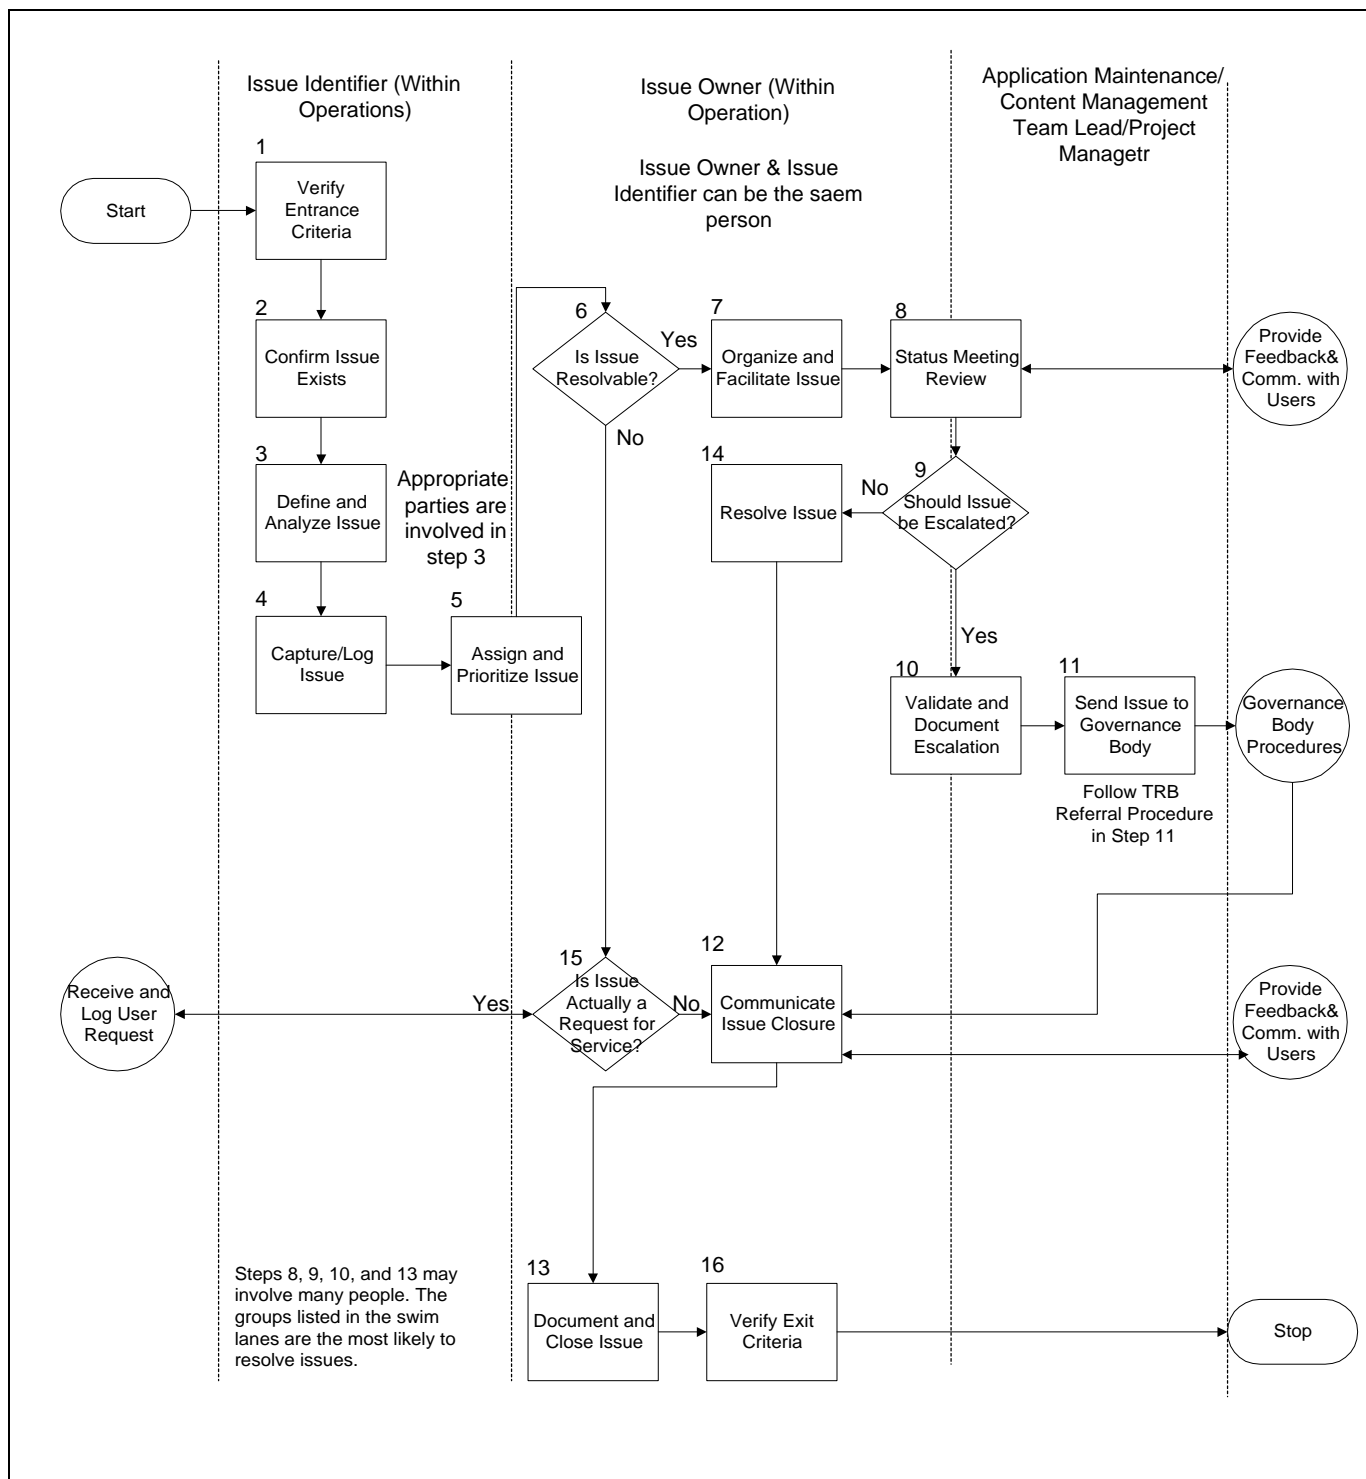 Issue Identifier (Within
Operations)
Issue Owner (Within
Operation)
Issue Owner & Issue
Identifier can be the saem
person
Application Maintenance/
Content Management
Team Lead/Project
Managetr
Start
1
Verify
Entrance
Criteria
2
Confirm Issue
Exists
3
Define and
Analyze Issue
Appropriate
parties are
involved in
step 3
4
Capture/Log
Issue
5
Assign and
Prioritize Issue
6
Is Issue
Resolvable?
Yes
No
7
Organize and
Facilitate Issue
8
Status Meeting
Review
Provide
Feedback&
Comm. with
Users
14
Resolve Issue
No
9
Should Issue
be Escalated?
Yes
10
Validate and
Document
Escalation
11
Send Issue to
Governance
Body
Follow TRB
Referral Procedure
in Step 11
Governance
Body
Procedures
Receive and
Log User
Request
Yes
15
Is Issue
Actually a
Request for
Service?
No
12
Communicate
Issue Closure
Provide
Feedback&
Comm. with
Users
Steps 8, 9, 10, and 13 may
involve many people. The
groups listed in the swim
lanes are the most likely to
resolve issues.
13
Document and
Close Issue
16
Verify Exit
Criteria
Stop